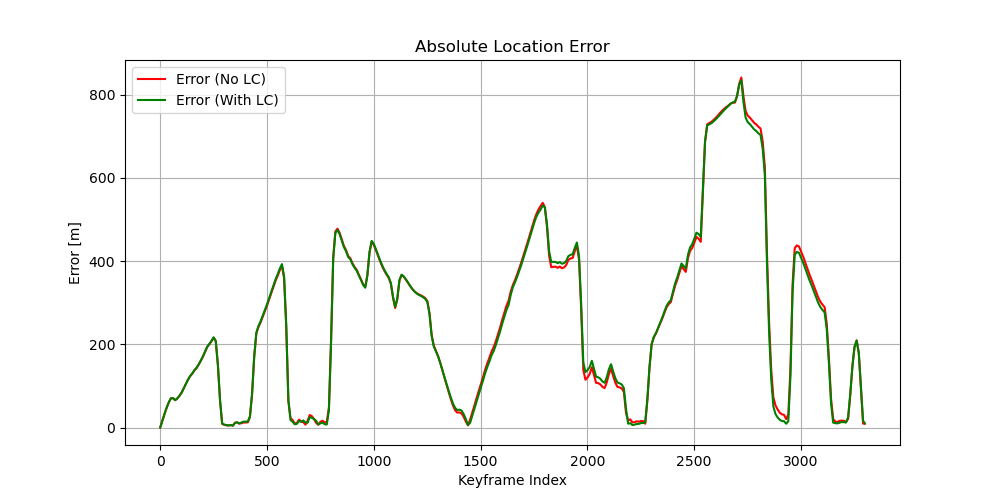 Absolute Location Error
Error (No LC)
Error (With LC)
Error [m]
800
600
400
200
0
0 500 1000 1500 2000 2500 3000
Keyframe Index